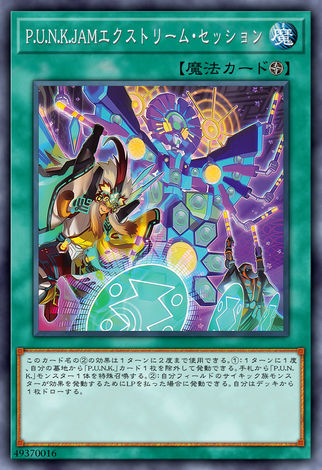 P.U.N.K.JAMエクストリーム・セッション
魔
【魔法カード】
このカード名の②の効果は1ターンに2度まで使用できる。①:1ターンに1度
、自分の墓地から「P.U.N.K.」カード1枚を除外して発動できる。手札から「P.U.N.
K.」モンスター1体を特殊召喚する。②:自分フィールドのサイキック族モンス
ターが効果を発動するためにLPを払った場合に発動できる。自分はデッキか
ら1枚ドローする。
49370016